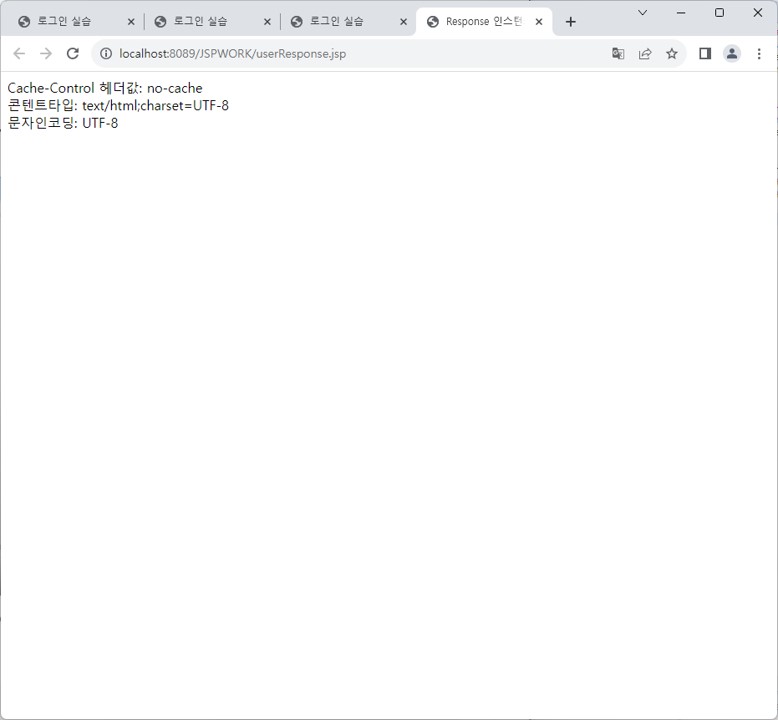 로그인 실습
로그인 실습
로그인 실습
Response 인스턴
localhost:8089/JSPWORK/userResponse.jsp
Cache-Control 헤더값: no-cache
콘텐트타입: text/html;charset=UTF-8
문자인코딩: UTF-8